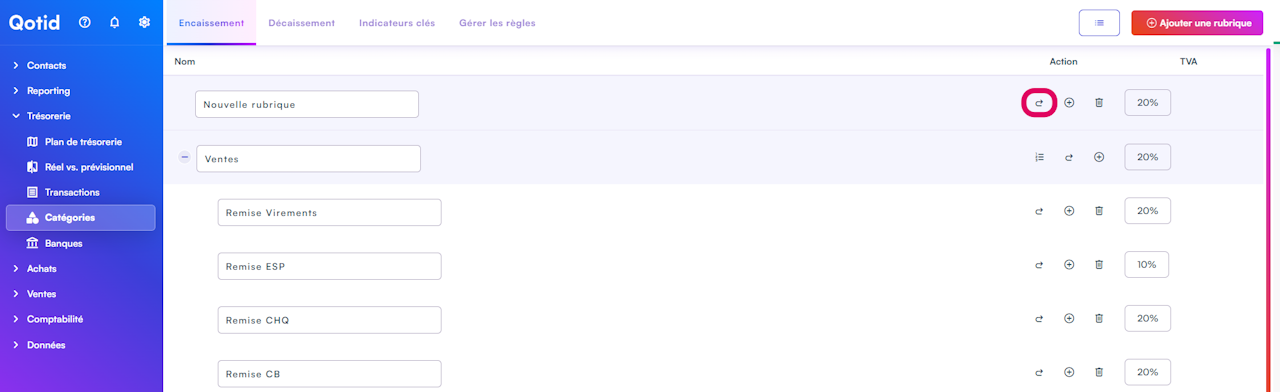 Qotid
Encaissement Décaissement Indicateurs clés Gérer les règles
Ajouter une rubrique
Contacts
Reporting
Trésorerie
Plan de trésorerie
Réel vs. prévisionnel
Transactions
Catégories
Banques
Achats
Ventes
Comptabilité
Données
Nom Action TVA
Nouvelle rubrique 20%
Ventes 20%
Remise Virements 20%
Remise ESP 10%
Remise CHQ 20%
Remise CB 20%